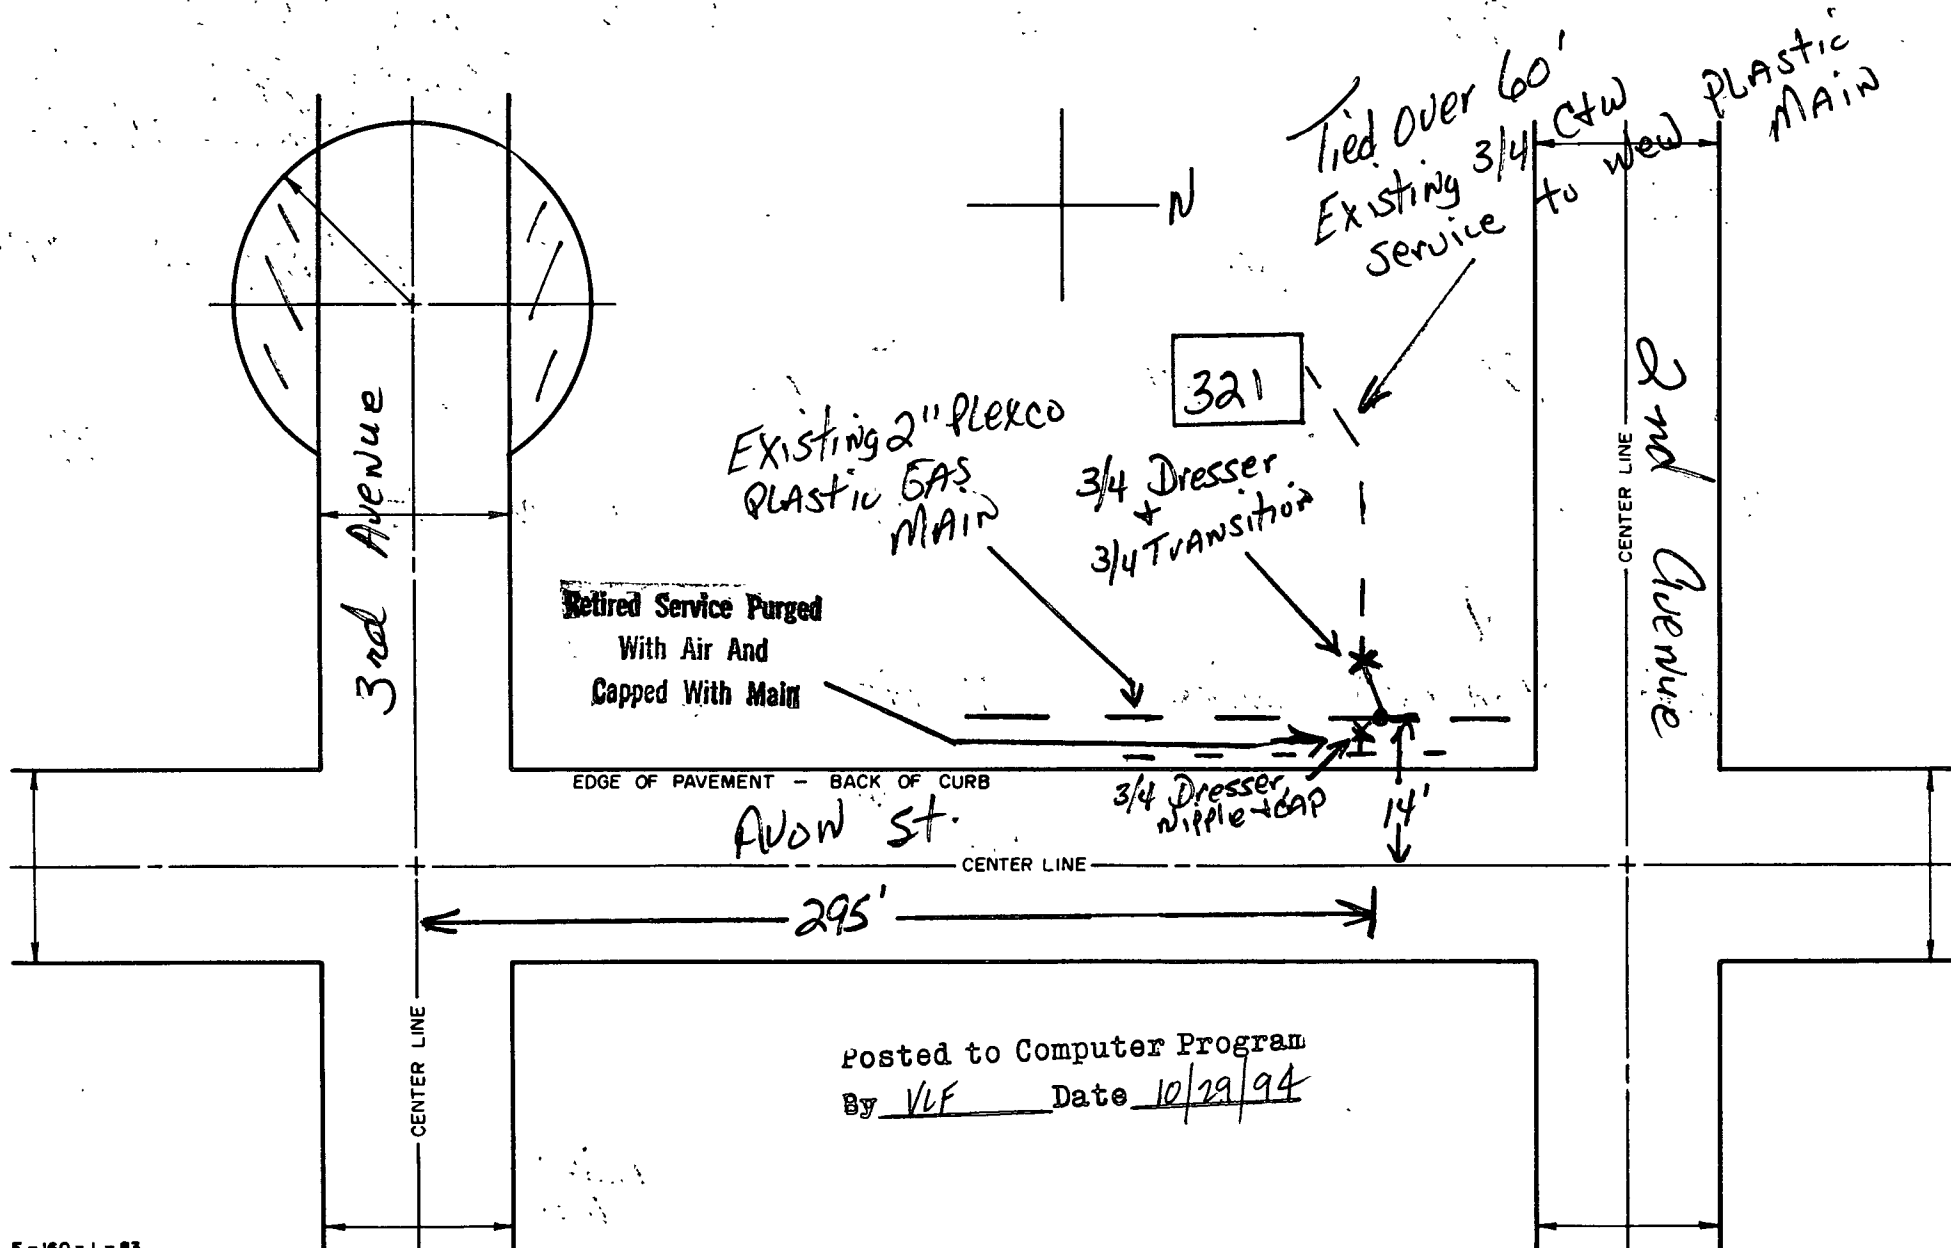 Tied over 60'
Existing 3/4 C+W
service to new PLAstic
MAIN
N
321
Existing 2" PLexco
PLAstic GAS
MAIN
3/4 Dresser
+
3/4 TrANsition
3rd Avenue
2nd Avenue
CENTER LINE
Retired Service Purged
With Air And
Capped With Main
EDGE OF PAVEMENT — BACK OF CURB
3/4 Dresser,
Nipple + CAP
14'
AVON St.
CENTER LINE
295'
CENTER LINE
Posted to Computer Program
By VLF Date 10/29/94